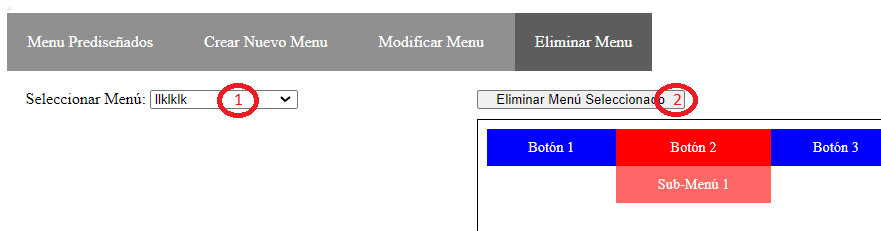 Menu Prediseñados Crear Nuevo Menu Modificar Menu Eliminar Menu
Seleccionar Menú: llklklk 1 Eliminar Menú Seleccionado 2
Botón 1 Botón 2 Botón 3
Sub-Menú 1